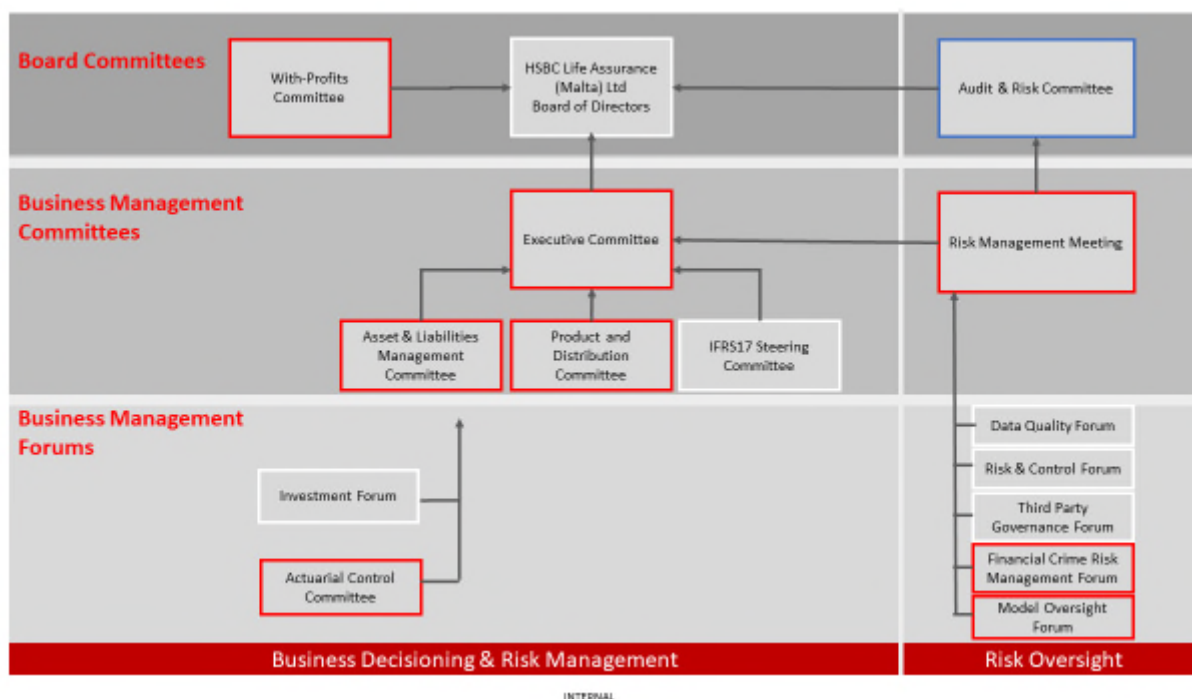 Board Committees
With-Profits
Committee
HSBC Life Assurance
(Malta) Ltd
Board of Directors
Audit & Risk Committee
Business Management
Committees
Executive Committee
Risk Management Meeting
Asset & Liabilities
Management
Committee
Product and
Distribution
Committee
IFRS17 Steering
Committee
Business Management
Forums
Data Quality Forum
Investment Forum
Risk & Control Forum
Third Party
Governance Forum
Actuarial Control
Committee
Financial Crime Risk
Management Forum
Model Oversight
Forum
Business Decisioning & Risk Management
Risk Oversight
INTERNAL